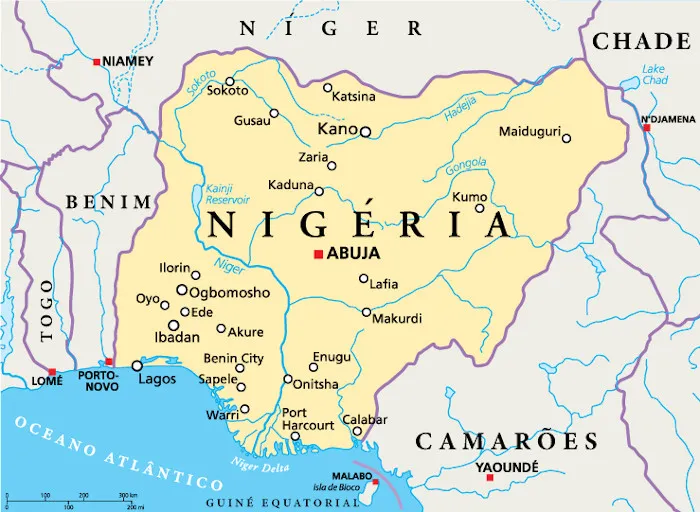 NÍGER
CHADE
NIAMEY
Lake
Chad
Sokoto
Sokoto
Katsina
Gusau
Hadejia
Kano
N'DJAMENA
Maiduguri
Zaria
Gongola
Kaduna
Kainji
Reservoir
Kumo
BENIM
NIGÉRIA
ABUJA
Niger
Ilorin
Lafia
Ogbomosho
Oyo
Ede
TOGO
Makurdi
Ibadan
Akure
Benin City
Enugu
PORTO-
NOVO
LOMÉ
Lagos
Sapele
Onitsha
Warri
Port
Harcourt
Calabar
OCEANO ATLÂNTICO
CAMARÕES
Niger Delta
YAOUNDÉ
MALABO
Isla de Bioco
GUINÉ EQUATORIAL
0 100 200 300 km
0 100 200 mi